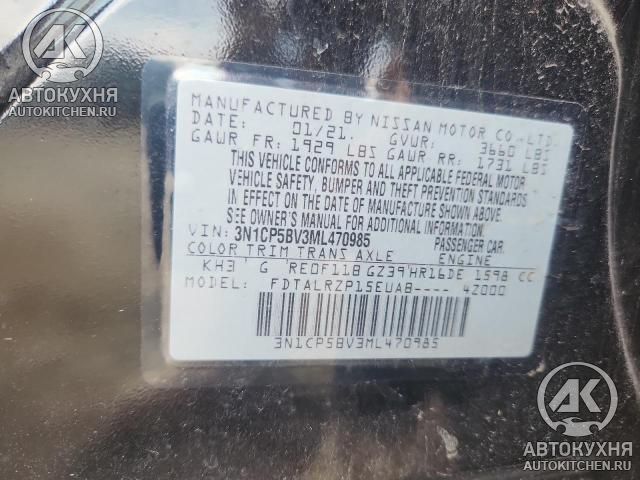 АК
АВТОКУХНЯ
AUTOKITCHEN.RU
MANUFACTURED BY NISSAN MOTOR CO.,LTD.
DATE: 01/21. GVWR: 3660 LBS
GAWR FR: 1929 LBS GAWR RR: 1731 LBS
THIS VEHICLE CONFORMS TO ALL APPLICABLE FEDERAL MOTOR
VEHICLE SAFETY, BUMPER AND THEFT PREVENTION STANDARDS
IN EFFECT ON THE DATE OF MANUFACTURE SHOWN ABOVE.
SEE OWNER'S MANUAL FOR ADDITIONAL INFORMATION
VIN: 3N1CP5BV3ML470985 PASSENGER CAR
COLOR TRIM TRANS AXLE ENGINE
KH3 G RE0F11B GZ39 HR16DE 1598 CC
MODEL: FDTALRZP15EUAB---- 4Z000
3N1CP5BV3ML470985
АК
АВТОКУХНЯ
AUTOKITCHEN.RU